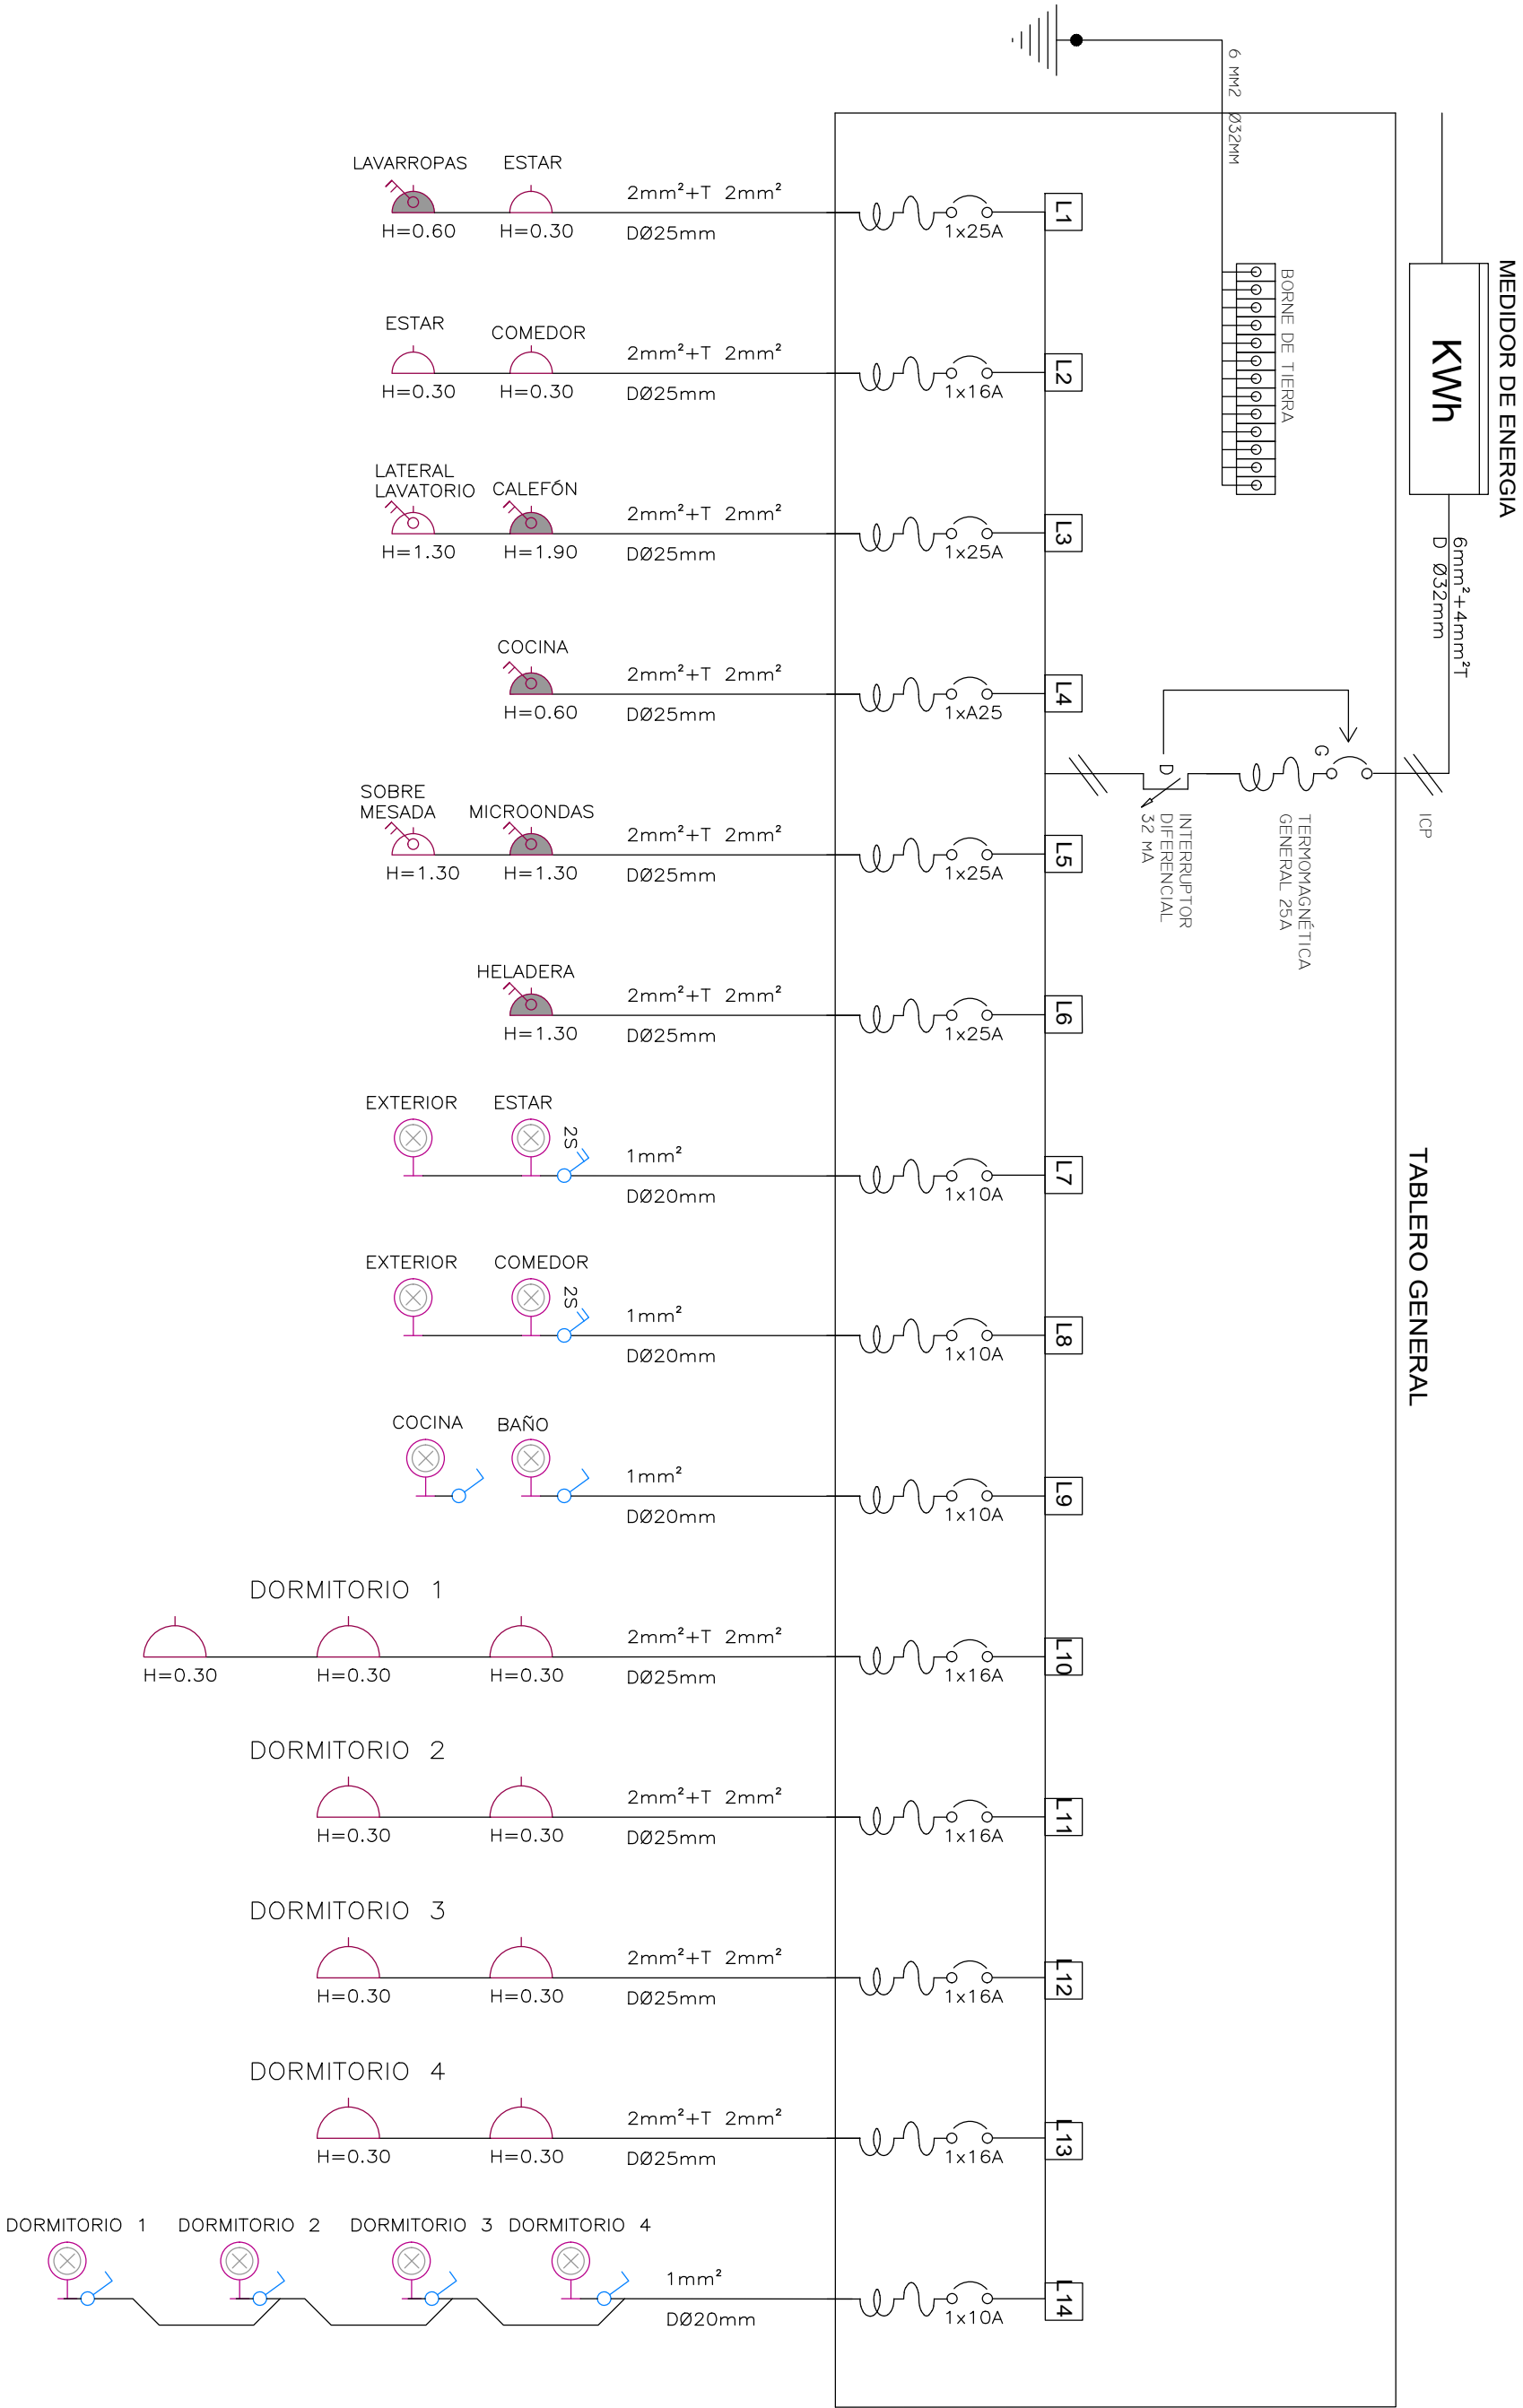 MEDIDOR DE ENERGIA
KWh
6mm²+4mm²T
D Ø32mm
6 MM2 Ø32MM
BORNE DE TIERRA
TABLERO GENERAL
ICP
G
TERMOMAGNÉTICA
GENERAL 25A
D
INTERRUPTOR
DIFERENCIAL
32 MA
LAVARROPAS ESTAR
2mm²+T 2mm²
L1
H=0.60 H=0.30 DØ25mm 1x25A
ESTAR COMEDOR
2mm²+T 2mm²
L2
H=0.30 H=0.30 DØ25mm 1x16A
LATERAL
LAVATORIO CALEFÓN
2mm²+T 2mm²
L3
H=1.30 H=1.90 DØ25mm 1x25A
COCINA
2mm²+T 2mm²
L4
H=0.60 DØ25mm 1xA25
SOBRE
MESADA MICROONDAS
2mm²+T 2mm²
L5
H=1.30 H=1.30 DØ25mm 1x25A
HELADERA
2mm²+T 2mm²
L6
H=1.30 DØ25mm 1x25A
EXTERIOR ESTAR
2S
1mm²
L7
DØ20mm 1x10A
EXTERIOR COMEDOR
2S
1mm²
L8
DØ20mm 1x10A
COCINA BAÑO
1mm²
L9
DØ20mm 1x10A
DORMITORIO 1
2mm²+T 2mm²
L10
H=0.30 H=0.30 H=0.30 DØ25mm 1x16A
DORMITORIO 2
2mm²+T 2mm²
L11
H=0.30 H=0.30 DØ25mm 1x16A
DORMITORIO 3
2mm²+T 2mm²
L12
H=0.30 H=0.30 DØ25mm 1x16A
DORMITORIO 4
2mm²+T 2mm²
L13
H=0.30 H=0.30 DØ25mm 1x16A
DORMITORIO 1 DORMITORIO 2 DORMITORIO 3 DORMITORIO 4
1mm²
L14
DØ20mm 1x10A